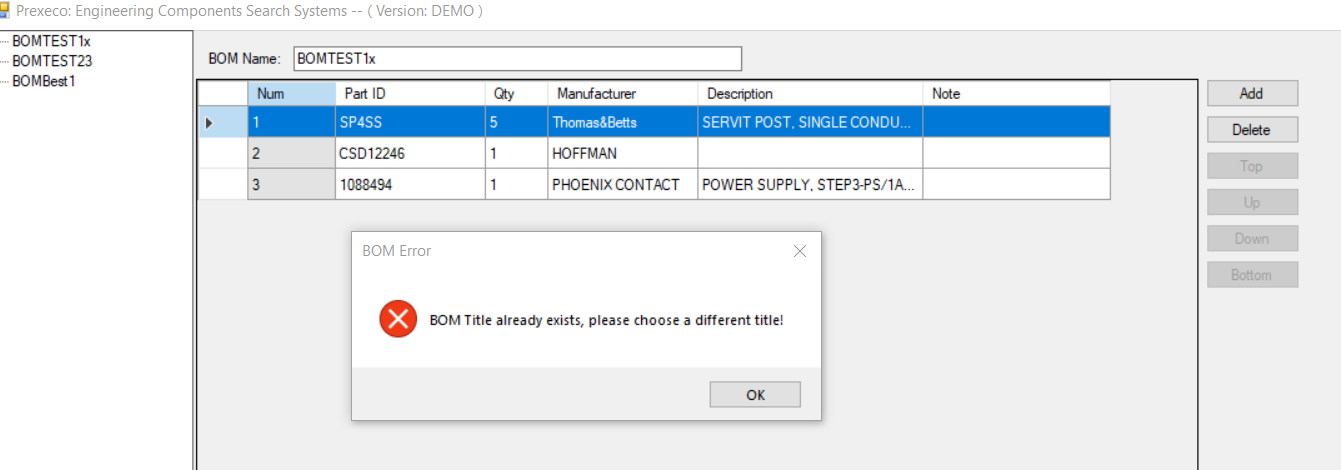 Prexeco: Engineering Components Search Systems -- ( Version: DEMO )
BOMTEST1x
BOMTEST23
BOMBest1
BOM Name: BOMTEST1x
Num Part ID Qty Manufacturer Description Note
1 SP4SS 5 Thomas&Betts SERVIT POST, SINGLE CONDU...
2 CSD12246 1 HOFFMAN
3 1088494 1 PHOENIX CONTACT POWER SUPPLY, STEP3-PS/1A...
Add
Delete
Top
Up
Down
Bottom
BOM Error
BOM Title already exists, please choose a different title!
OK